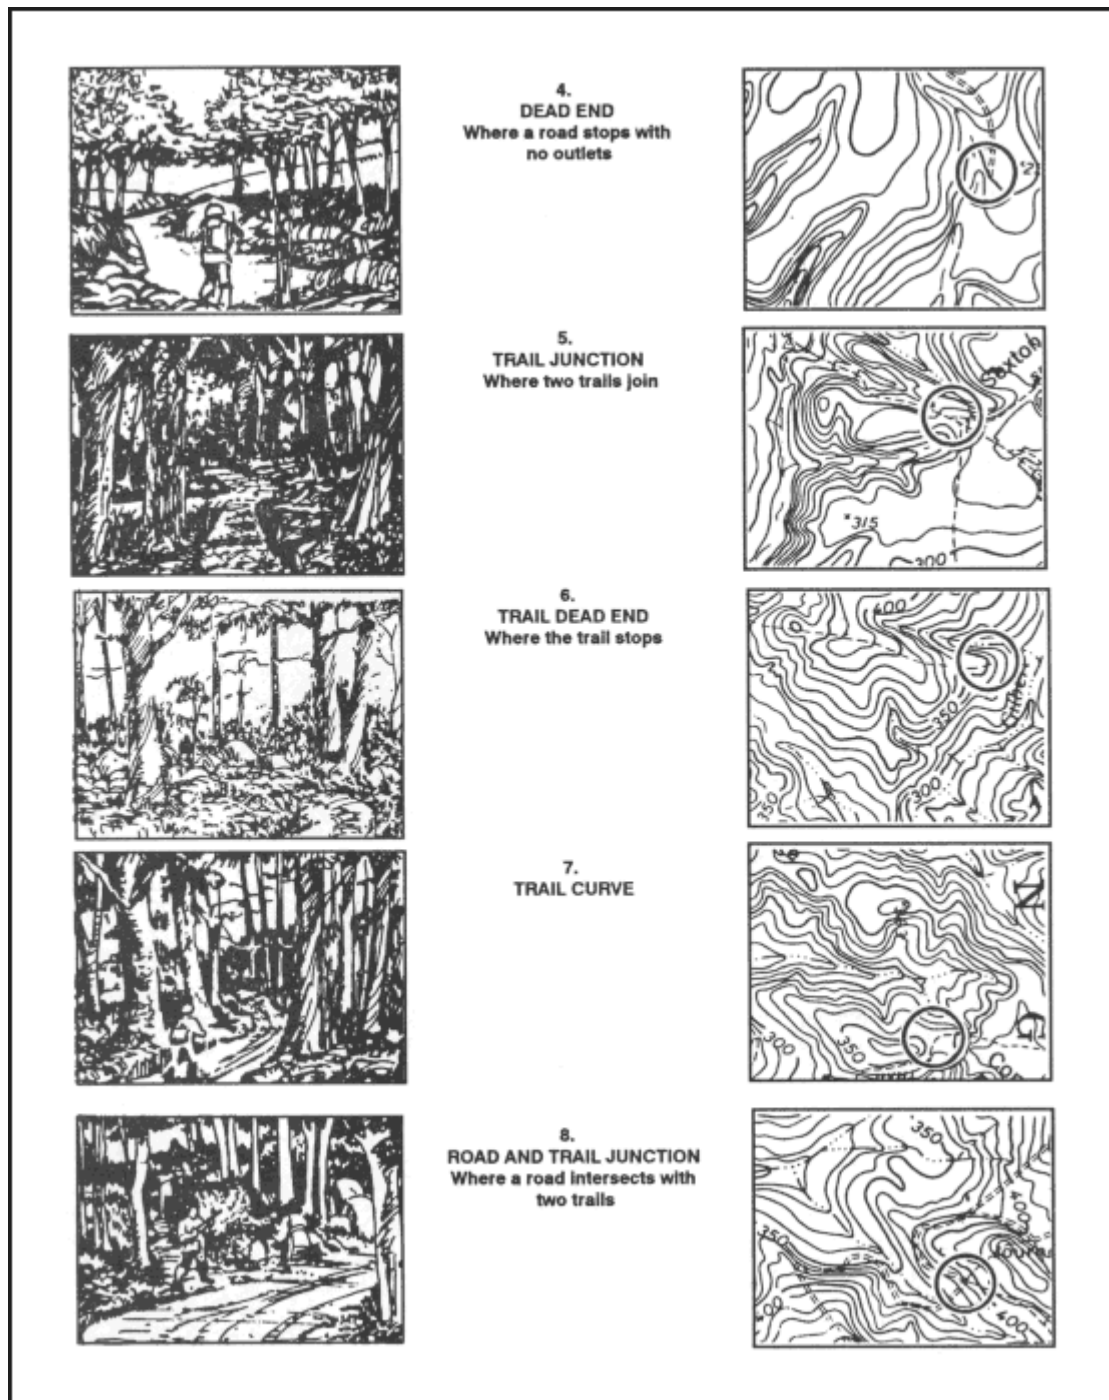 4.
DEAD END
Where a road stops with
no outlets
5.
TRAIL JUNCTION
Where two trails join
Saxton
*315
300
6.
TRAIL DEAD END
Where the trail stops
400
350
300
350
7.
TRAIL CURVE
N
300
350
G
8.
ROAD AND TRAIL JUNCTION
Where a road intersects with
two trails
350
350
400
400